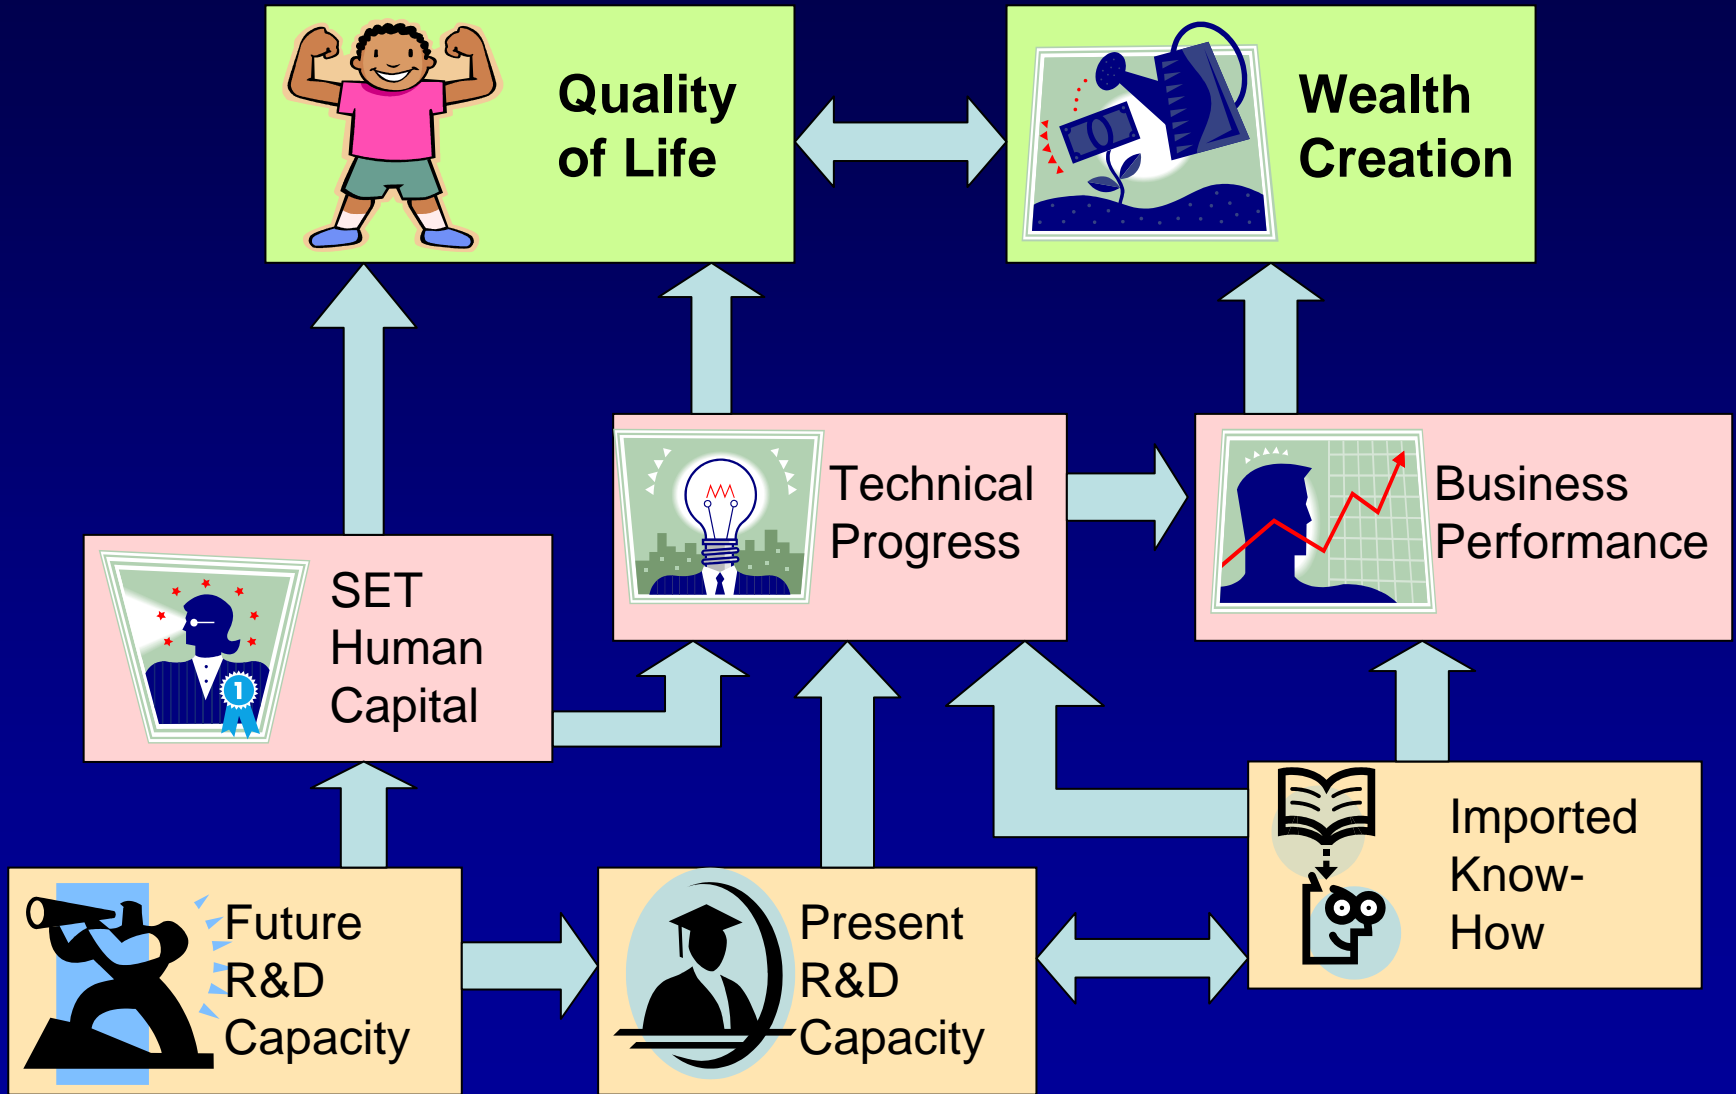 Quality
of Life
Wealth
Creation
Technical
Progress
Business
Performance
SET
Human
Capital
1
Imported
Know-
How
Future
R&D
Capacity
Present
R&D
Capacity